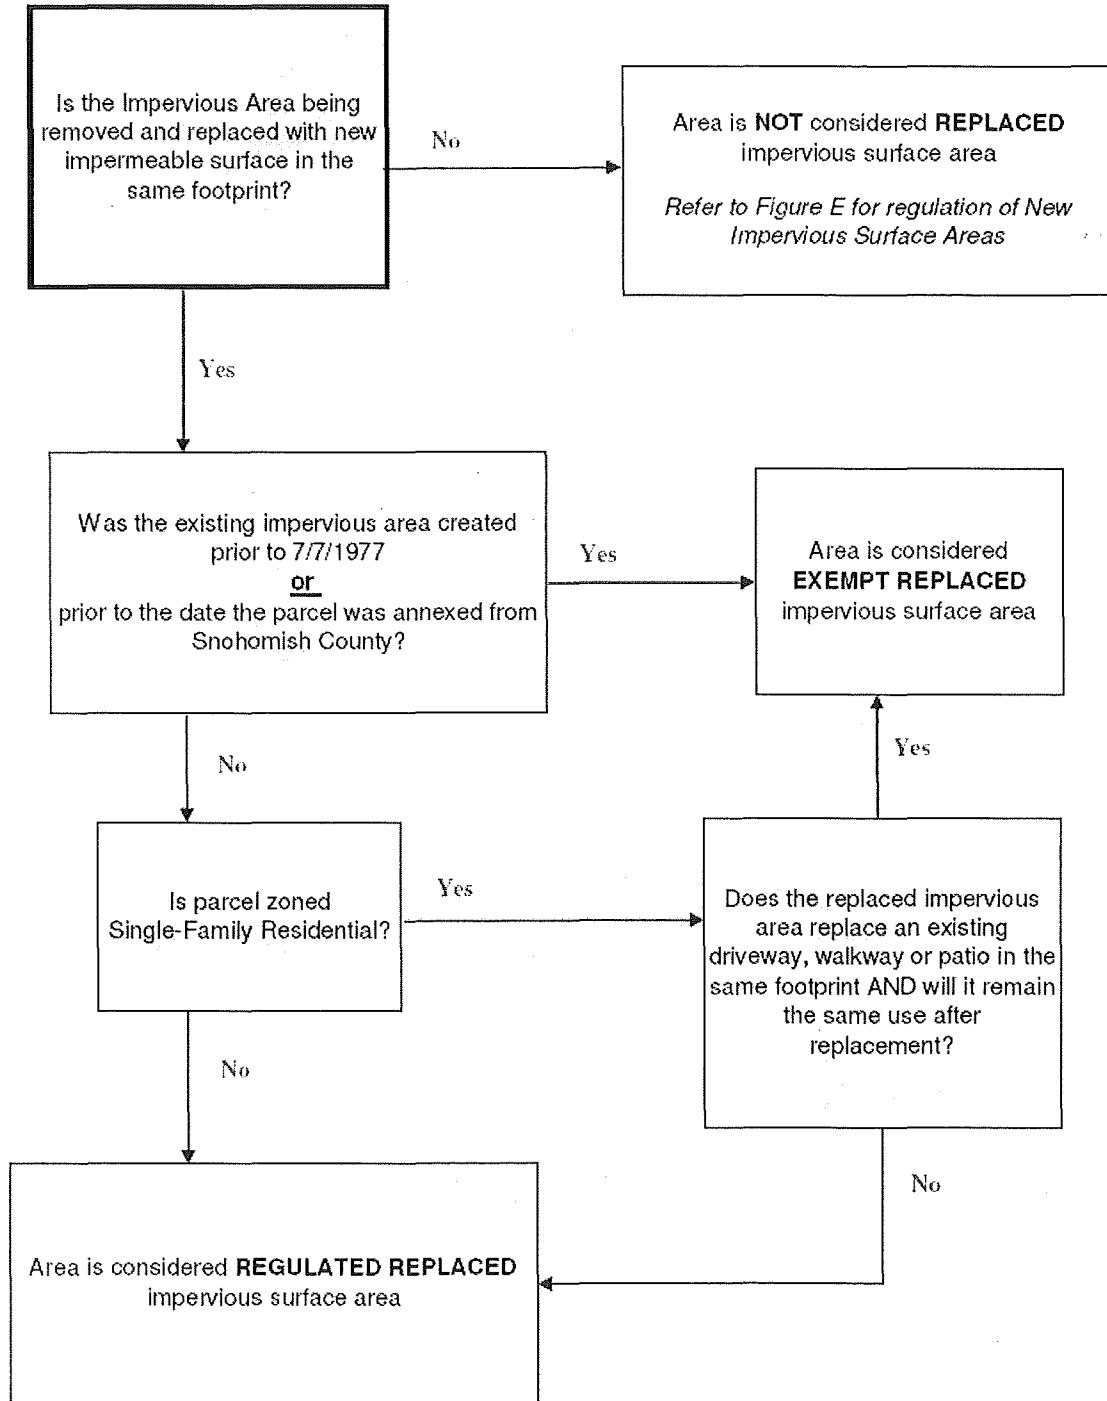 Is the Impervious Area being
removed and replaced with new
impermeable surface in the
same footprint?
No
Area is NOT considered REPLACED
impervious surface area
Refer to Figure E for regulation of New
Impervious Surface Areas
Yes
Was the existing impervious area created
prior to 7/7/1977
or
prior to the date the parcel was annexed from
Snohomish County?
Yes
Area is considered
EXEMPT REPLACED
impervious surface area
No
Yes
Is parcel zoned
Single-Family Residential?
Yes
Does the replaced impervious
area replace an existing
driveway, walkway or patio in the
same footprint AND will it remain
the same use after
replacement?
No
No
Area is considered REGULATED REPLACED
impervious surface area